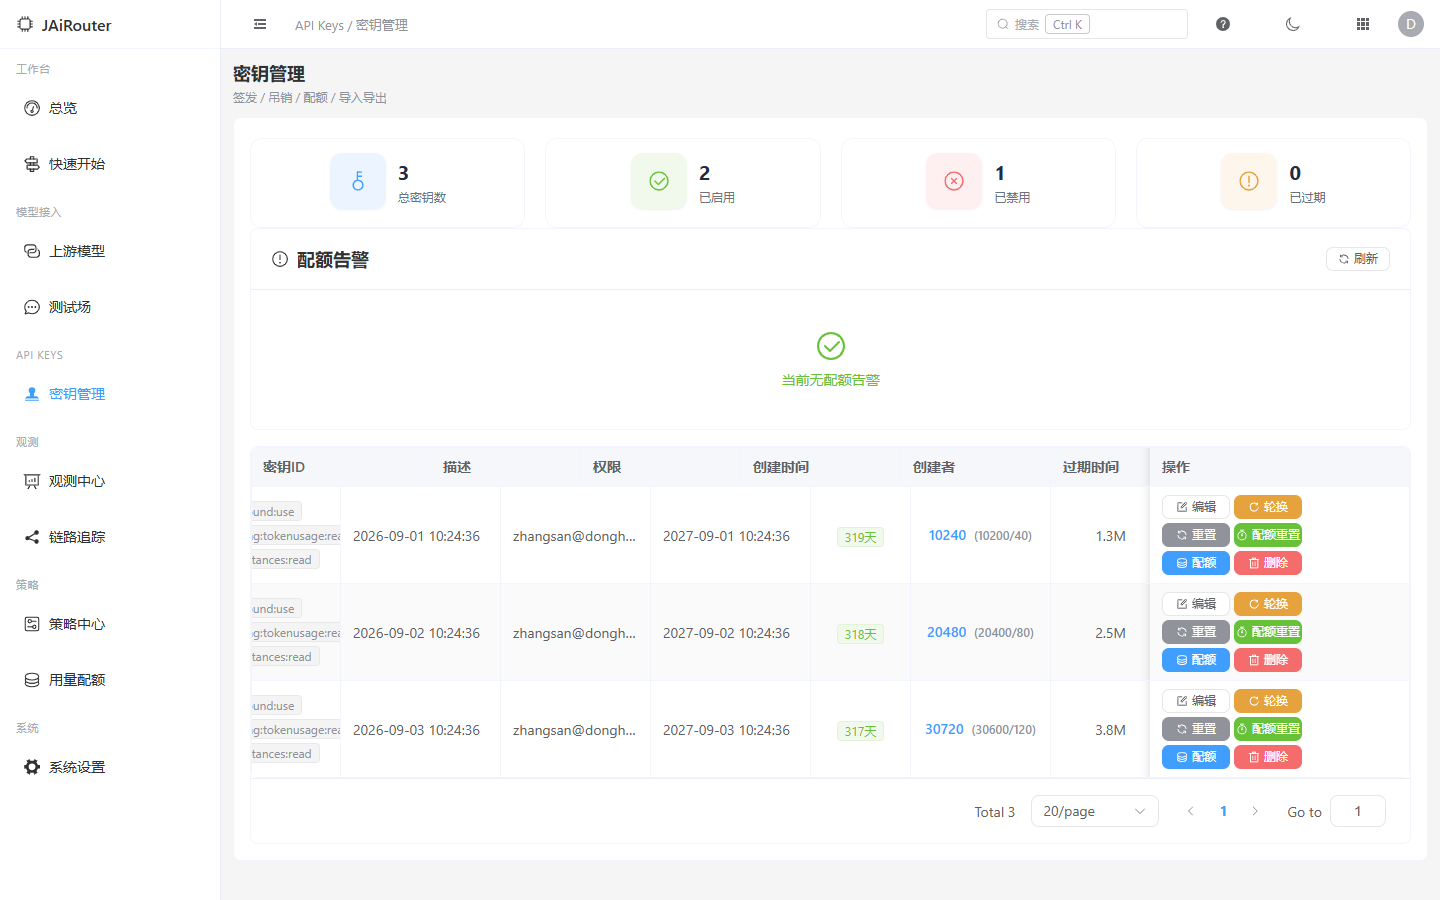 JAiRouter
API Keys / 密钥管理
搜索 Ctrl K
D
工作台
总览
快速开始
模型接入
上游模型
测试场
API KEYS
密钥管理
观测
观测中心
链路追踪
策略
策略中心
用量配额
系统
系统设置
密钥管理
签发 / 吊销 / 配额 / 导入导出
3
总密钥数
2
已启用
1
已禁用
0
已过期
配额告警
刷新
当前无配额告警
密钥ID 描述 权限 创建时间 创建者 过期时间 操作
und:use
g:tokenusage:rea
tances:read
2026-09-01 10:24:36 zhangsan@dongh... 2027-09-01 10:24:36 319天 10240 (10200/40) 1.3M
编辑 轮换
重置 配额重置
配额 删除
und:use
g:tokenusage:rea
tances:read
2026-09-02 10:24:36 zhangsan@dongh... 2027-09-02 10:24:36 318天 20480 (20400/80) 2.5M
编辑 轮换
重置 配额重置
配额 删除
und:use
g:tokenusage:rea
tances:read
2026-09-03 10:24:36 zhangsan@dongh... 2027-09-03 10:24:36 317天 30720 (30600/120) 3.8M
编辑 轮换
重置 配额重置
配额 删除
Total 3 20/page 1 Go to 1